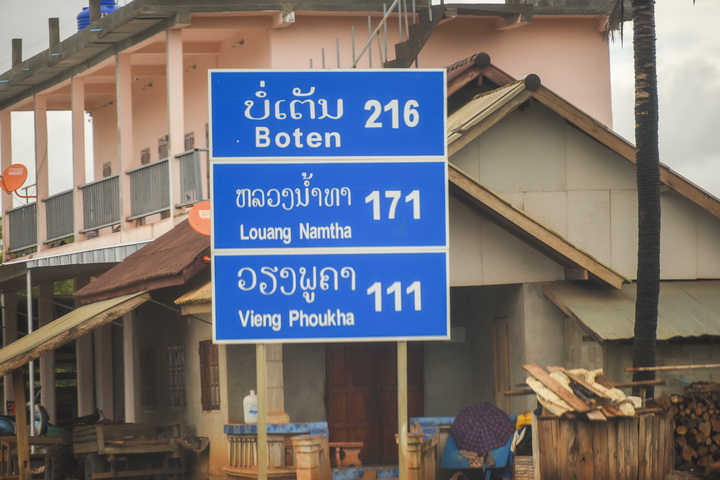 ບໍ່ເຕັນ 216
Boten
ຫລວງນ້ຳທາ 171
Louang Namtha
ວຽງພູຄາ 111
Vieng Phoukha